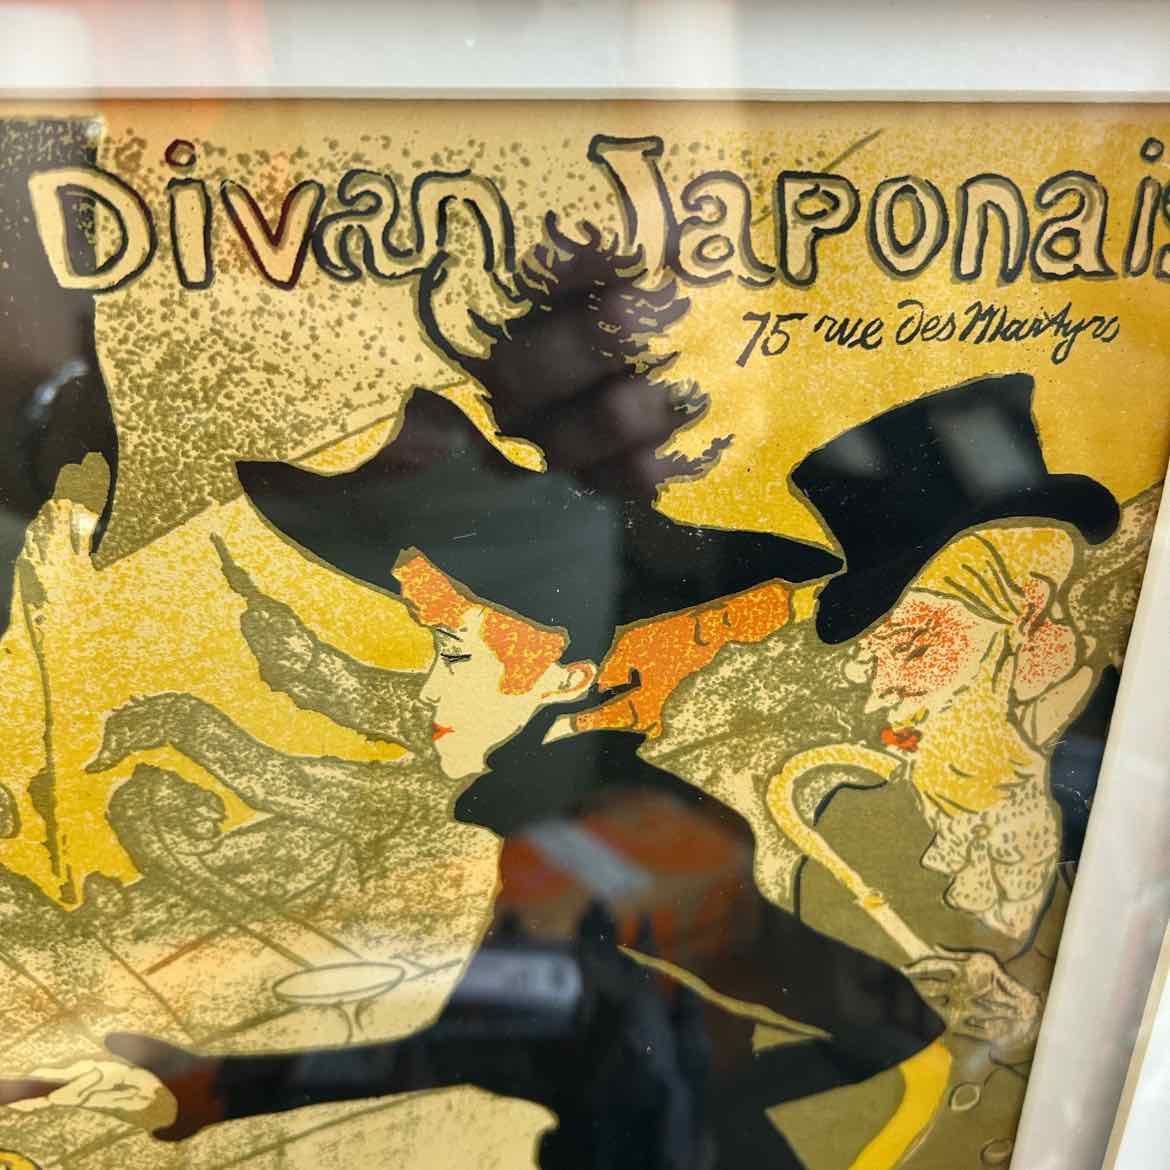 Divan Japonais
75 rue des Martyrs